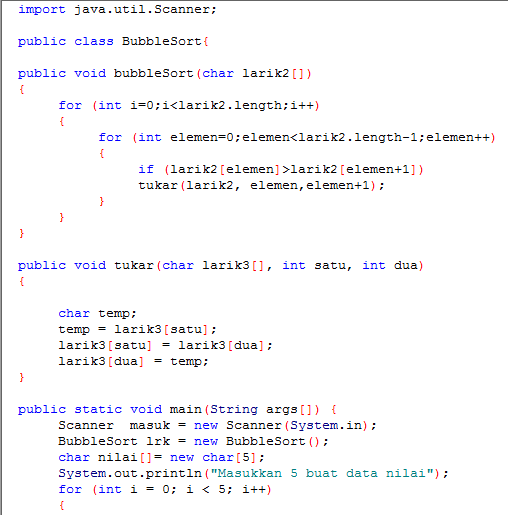 import java.util.Scanner;
public class BubbleSort{
public void bubbleSort(char larik2[])
{
for (int i=0;i<larik2.length;i++)
{
for (int elemen=0;elemen<larik2.length-1;elemen++)
{
if (larik2[elemen]>larik2[elemen+1])
tukar(larik2, elemen,elemen+1);
}
}
}
public void tukar(char larik3[], int satu, int dua)
{
char temp;
temp = larik3[satu];
larik3[satu] = larik3[dua];
larik3[dua] = temp;
}
public static void main(String args[]) {
Scanner  masuk = new Scanner(System.in);
BubbleSort lrk = new BubbleSort();
char nilai[]= new char[5];
System.out.println("Masukkan 5 buat data nilai");
for (int i = 0; i < 5; i++)
{